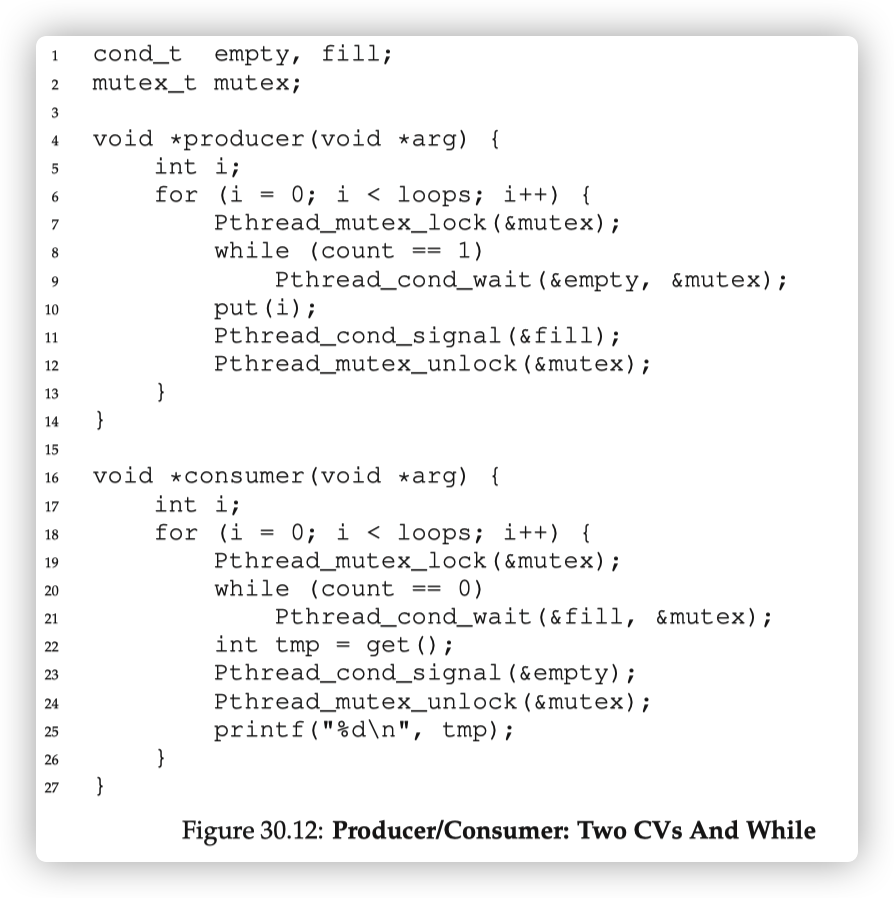 1 cond_t  empty, fill;
2 mutex_t mutex;
3
4 void *producer(void *arg) {
5     int i;
6     for (i = 0; i < loops; i++) {
7         Pthread_mutex_lock(&mutex);
8         while (count == 1)
9             Pthread_cond_wait(&empty, &mutex);
10         put(i);
11         Pthread_cond_signal(&fill);
12         Pthread_mutex_unlock(&mutex);
13     }
14 }
15
16 void *consumer(void *arg) {
17     int i;
18     for (i = 0; i < loops; i++) {
19         Pthread_mutex_lock(&mutex);
20         while (count == 0)
21             Pthread_cond_wait(&fill, &mutex);
22         int tmp = get();
23         Pthread_cond_signal(&empty);
24         Pthread_mutex_unlock(&mutex);
25         printf("%d\n", tmp);
26     }
27 }
Figure 30.12: Producer/Consumer: Two CVs And While